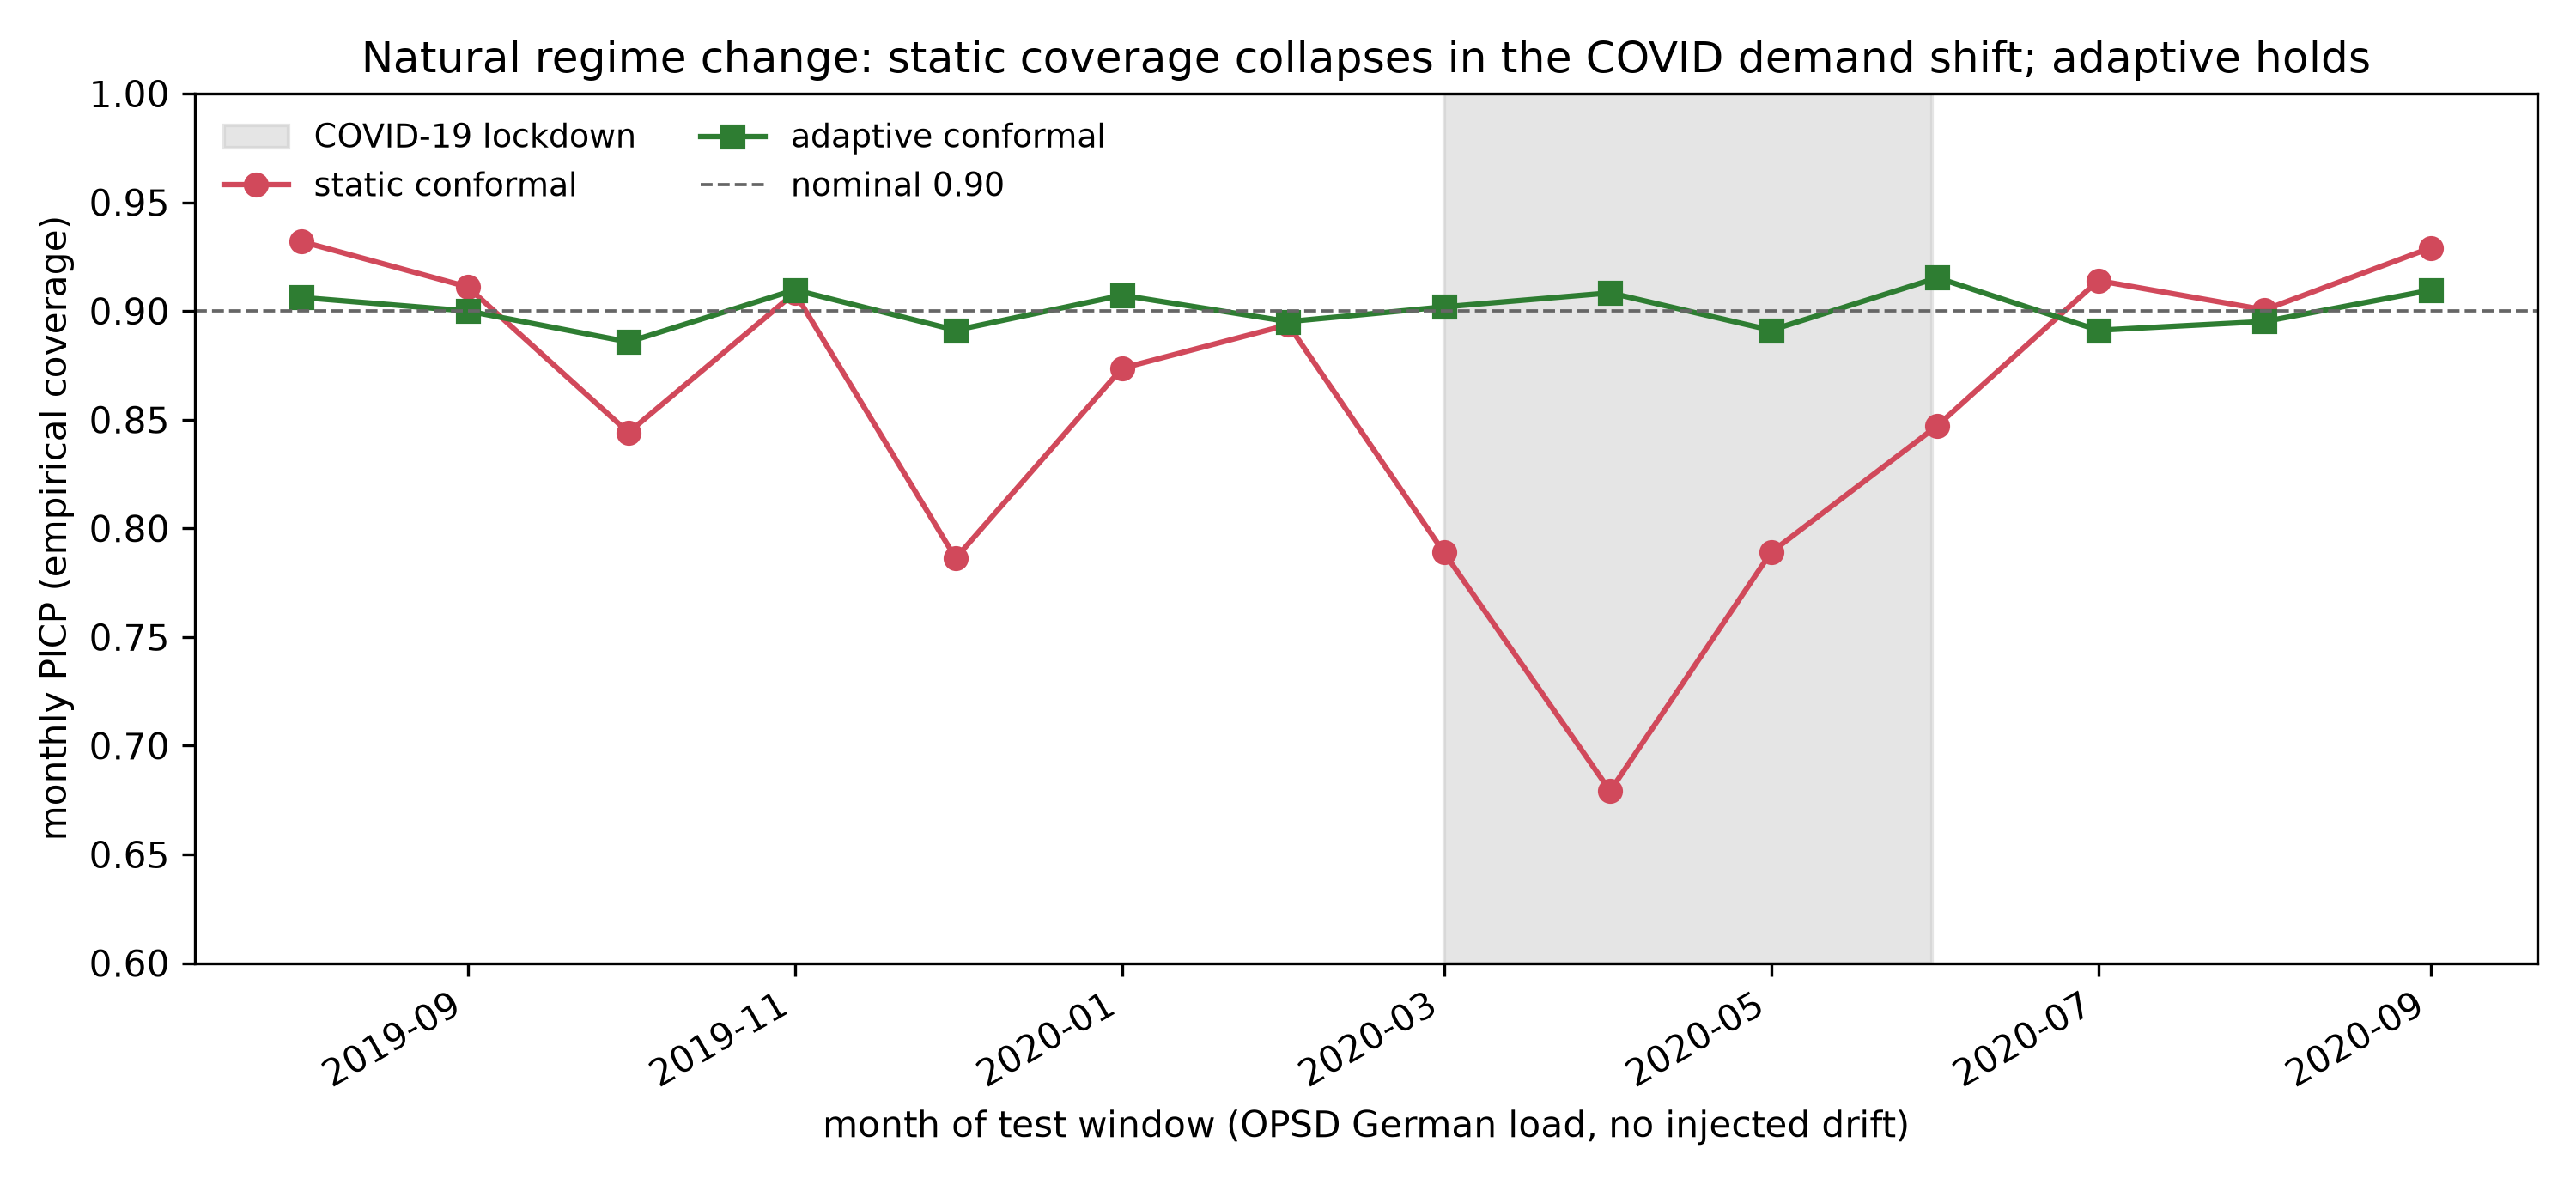 Natural regime change: static coverage collapses in the COVID demand shift; adaptive holds
COVID-19 lockdown
static conformal
adaptive conformal
nominal 0.90
monthly PICP (empirical coverage)
1.00
0.95
0.90
0.85
0.80
0.75
0.70
0.65
0.60
2019-09
2019-11
2020-01
2020-03
2020-05
2020-07
2020-09
month of test window (OPSD German load, no injected drift)